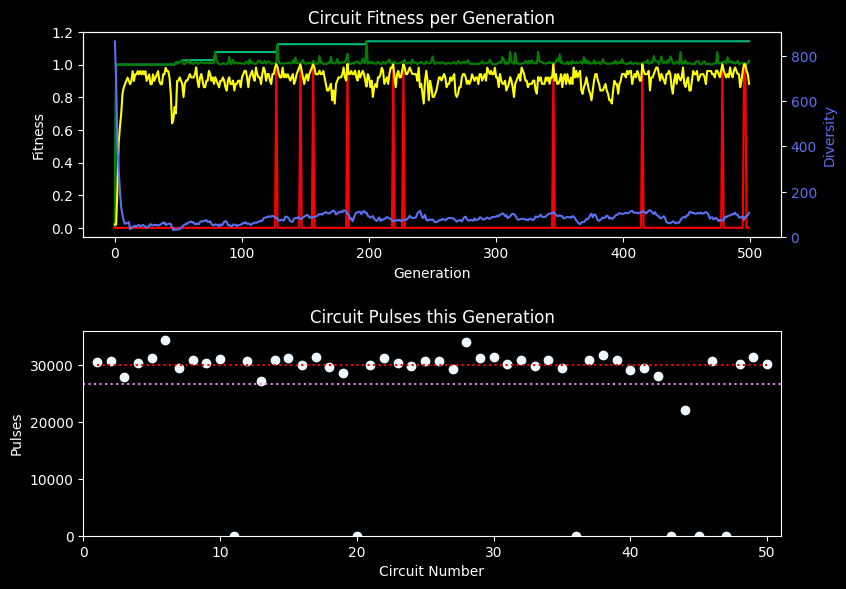 Circuit Fitness per Generation
1.2
1.0
0.8
0.6
0.4
0.2
0.0
Fitness
800
600
400
200
0
Diversity
0 100 200 300 400 500
Generation
Circuit Pulses this Generation
30000
20000
10000
0
Pulses
0 10 20 30 40 50
Circuit Number